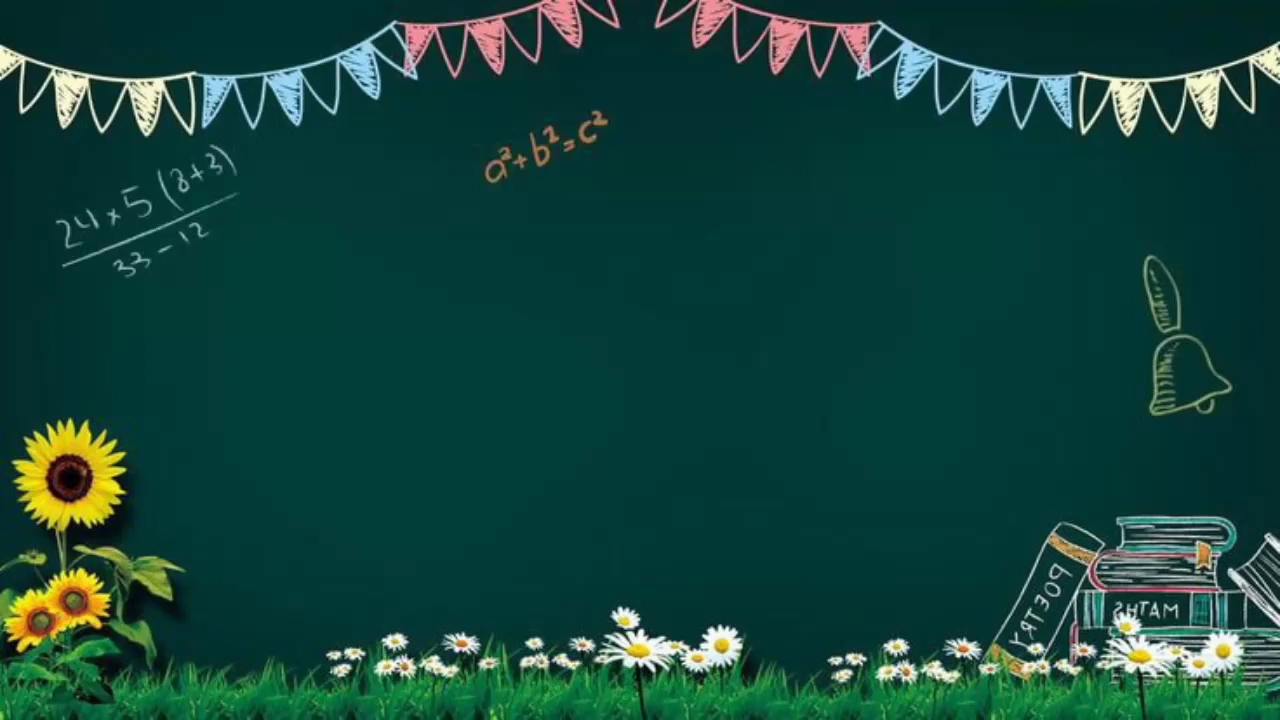 a²+b²=c²
24 x 5 (8+3)
33 - 12
POETRY
MATHS